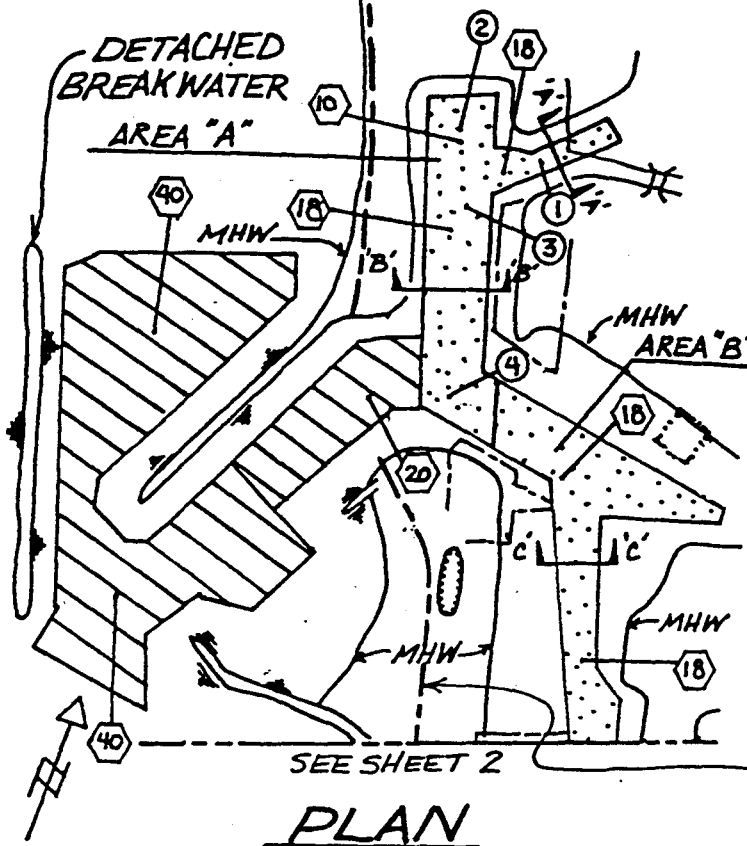 DETACHED
BREAKWATER
AREA "A"
2
18
10
40
MHW
18
1
3
'B'
'B'
MHW
AREA "B"
4
18
20
'C'
'C'
MHW
MHW
18
40
N
SEE SHEET 2
PLAN